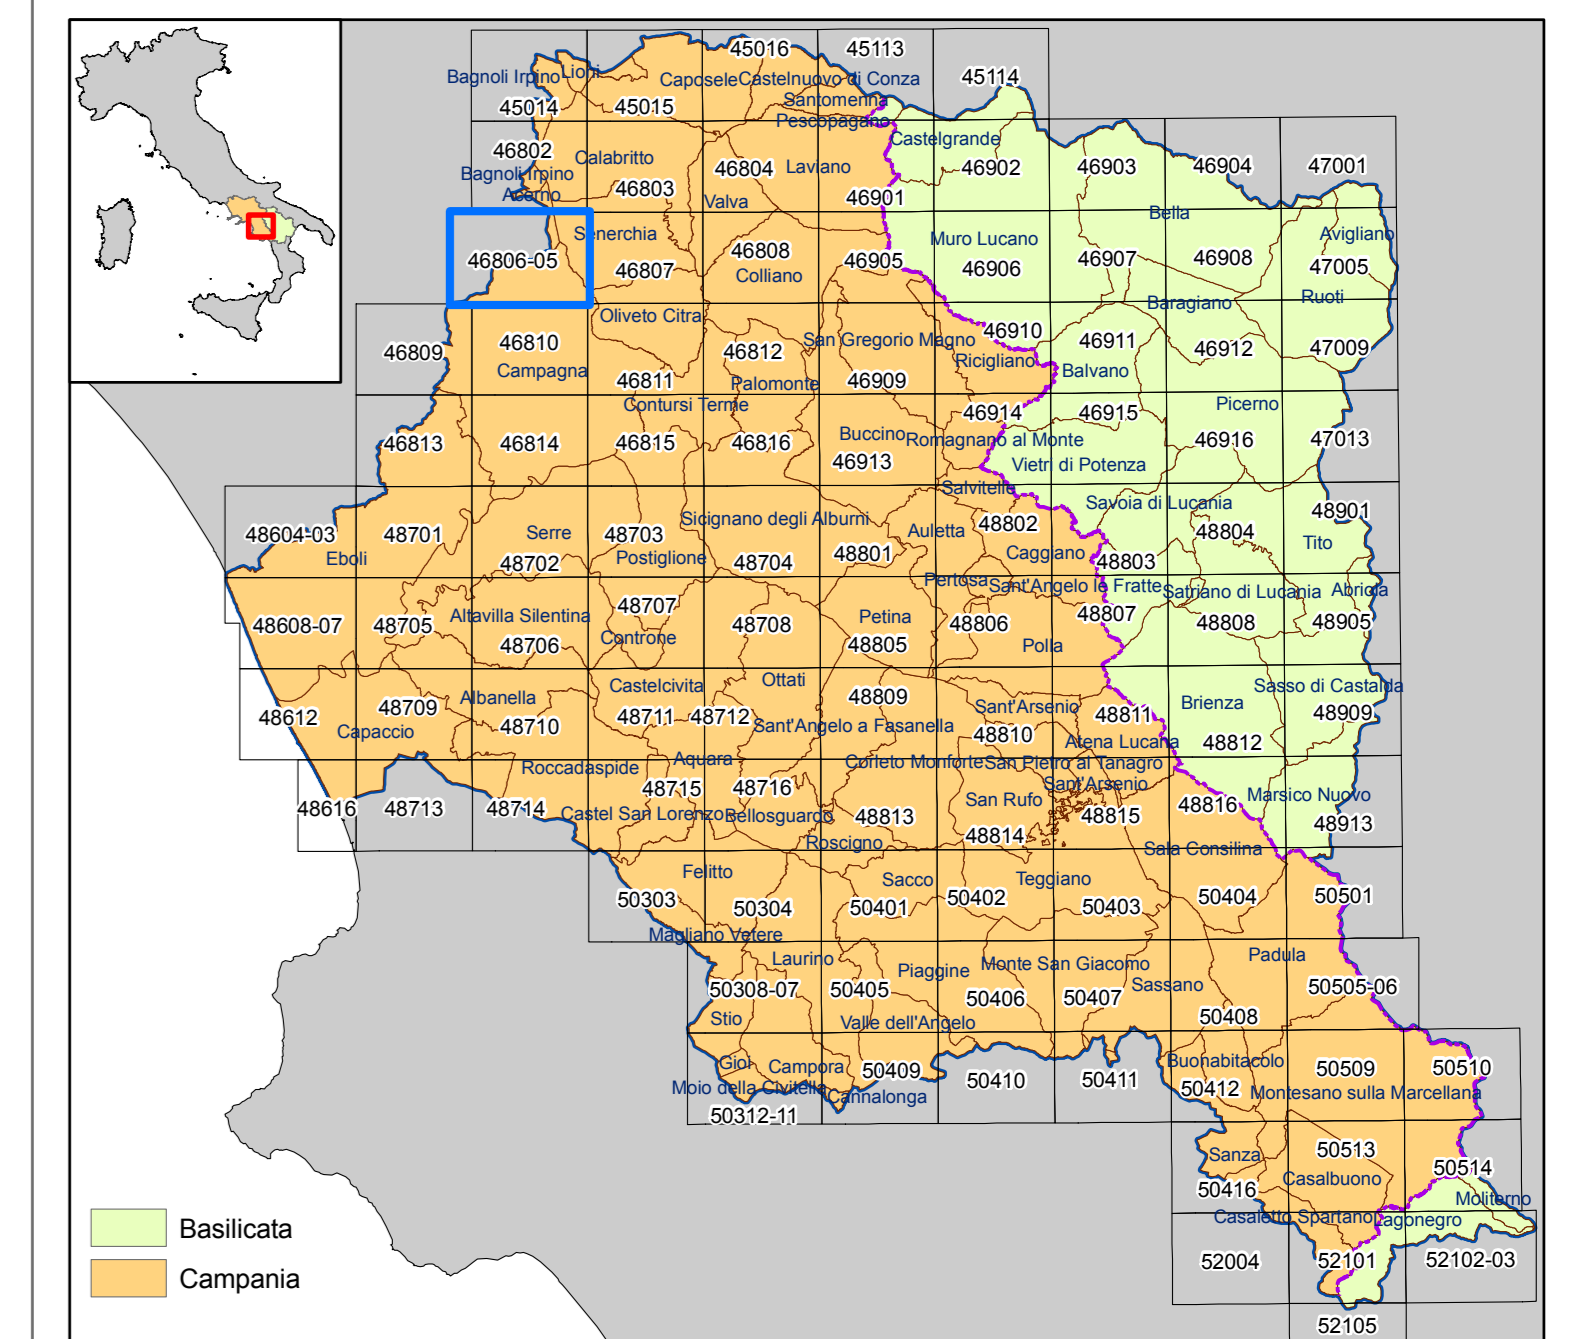 45016
45113
Bagnoli Irpino
Lioni
Caposele
Castelnuovo di Conza
45114
45014
45015
Santomenna
Pescopagano
46802
Calabritto
46804
Laviano
Castelgrande
46902
46903
46904
47001
Bagnoli Irpino
46803
Acerno
Valva
46901
Bella
Senerchia
Muro Lucano
Avigliano
46806-05
46807
46808
46905
46906
46907
46908
47005
Colliano
Baragiano
Ruoti
Oliveto Citra
46809
46810
46812
San Gregorio Magno
46910
46911
46912
47009
Campagna
46811
Palomonte
46909
Ricigliano
Balvano
Contursi Terme
46914
46915
Picerno
46813
46814
46815
46816
Buccino
Romagnano al Monte
46916
47013
46913
Vietri di Potenza
Salvitelle
Savoia di Lucania
48901
48604-03
48701
Serre
48703
Sicignano degli Alburni
Auletta
48802
48804
Tito
Eboli
48702
Postiglione
48704
48801
Caggiano
48803
Pertosa
Sant'Angelo le Fratte
Satriano di Lucania
Abriola
48608-07
48705
Altavilla Silentina
48707
48708
Petina
48806
48807
48808
48905
48706
Controne
48805
Polla
Albanella
Castelcivita
Ottati
48809
Sant'Arsenio
Brienza
Sasso di Castalda
48612
48709
48710
48711
48712
Sant'Angelo a Fasanella
48810
48811
48812
48909
Capaccio
Atena Lucana
Roccadaspide
Aquara
Corleto Monforte
San Pietro al Tanagro
Sant'Arsenio
48616
48713
48714
48715
48716
48813
San Rufo
48815
48816
Marsico Nuovo
48913
Castel San Lorenzo
Bellosguardo
48814
Roscigno
Sala Consilina
Felitto
Sacco
Teggiano
50303
50304
50401
50402
50403
50404
50501
Magliano Vetere
Laurino
Piaggine
Monte San Giacomo
Padula
50308-07
50405
50406
50407
Sassano
50505-06
Stio
Valle dell'Angelo
50408
Gioi
Campora
50409
50410
50411
Buonabitacolo
50509
50510
Moio della Civitella
Cannalonga
50412
Montesano sulla Marcellana
50312-11
Sanza
50513
50514
50416
Casalbuono
Moliterno
Casaletto Spartano
Lagonegro
Basilicata
Campania
52004
52101
52102-03
52105